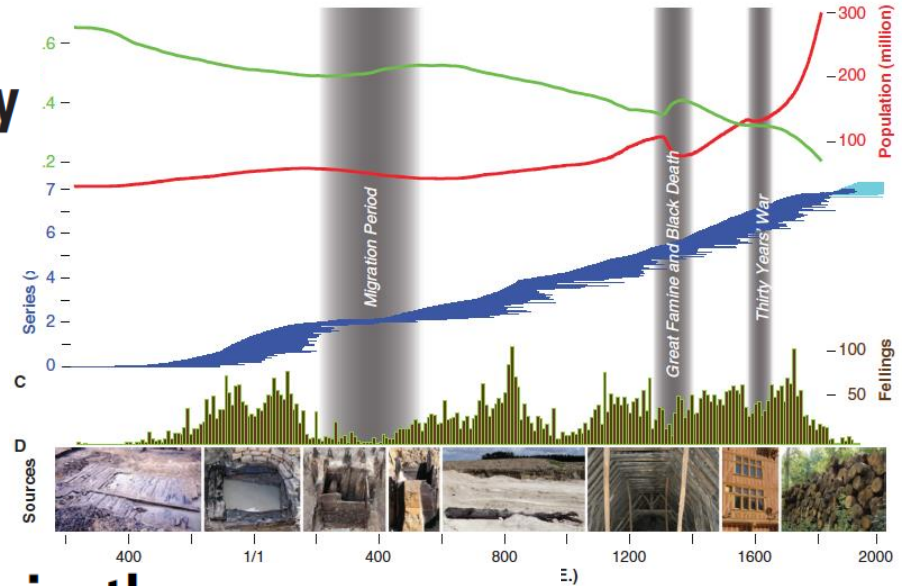 300
.6
200
y
.4
100
Population (million)
.2
7
6
4
Series (
2
0
Migration Period
Great Famine and Black Death
Thirty Years' War
100
50
Fellings
C
D
Sources
400
1/1
400
800
1200
1600
2000
E.)